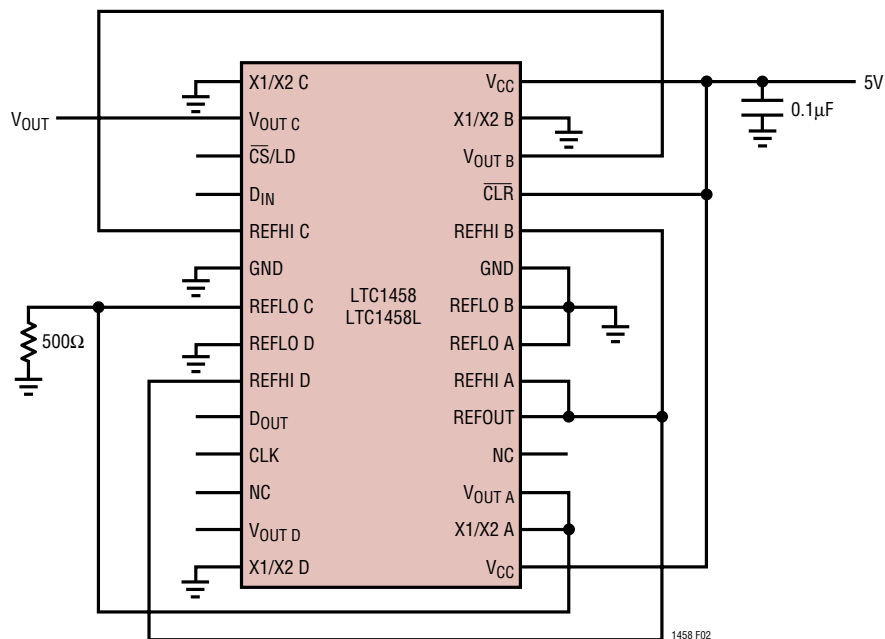 X1/X2 C
V_OUT C
C̅S̅/LD
D_IN
REFHI C
GND
REFLO C
REFLO D
REFHI D
D_OUT
CLK
NC
V_OUT D
X1/X2 D
LTC1458
LTC1458L
V_CC
X1/X2 B
V_OUT B
C̅L̅R̅
REFHI B
GND
REFLO B
REFLO A
REFHI A
REFOUT
NC
V_OUT A
X1/X2 A
V_CC
V_OUT
500Ω
5V
0.1µF
1458 F02